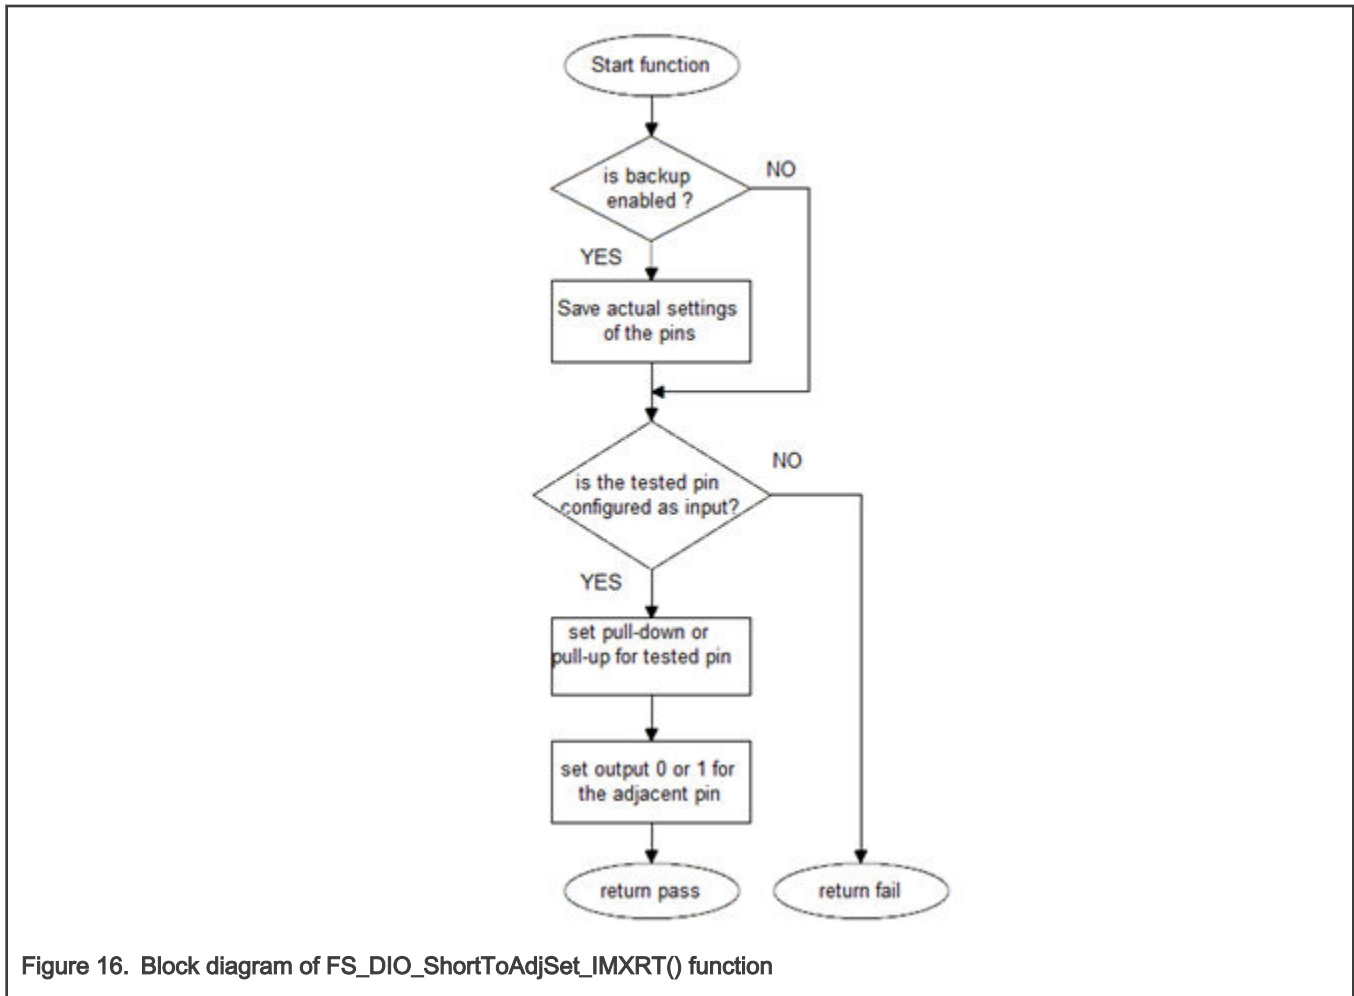 Start function
is backup
enabled ?
NO
YES
Save actual settings
of the pins
is the tested pin
configured as input?
NO
YES
set pull-down or
pull-up for tested pin
set output 0 or 1 for
the adjacent pin
return pass
return fail
Figure 16. Block diagram of FS_DIO_ShortToAdjSet_IMXRT() function